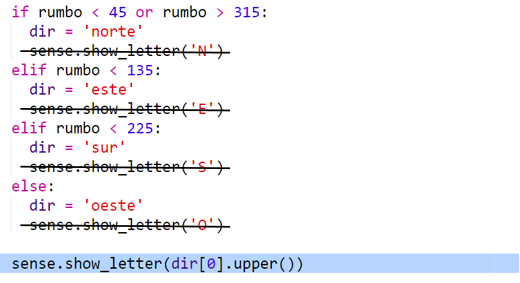 if rumbo < 45 or rumbo > 315:
  dir = 'norte'
  sense.show_letter('N')
elif rumbo < 135:
  dir = 'este'
  sense.show_letter('E')
elif rumbo < 225:
  dir = 'sur'
  sense.show_letter('S')
else:
  dir = 'oeste'
  sense.show_letter('O')
sense.show_letter(dir[0].upper())